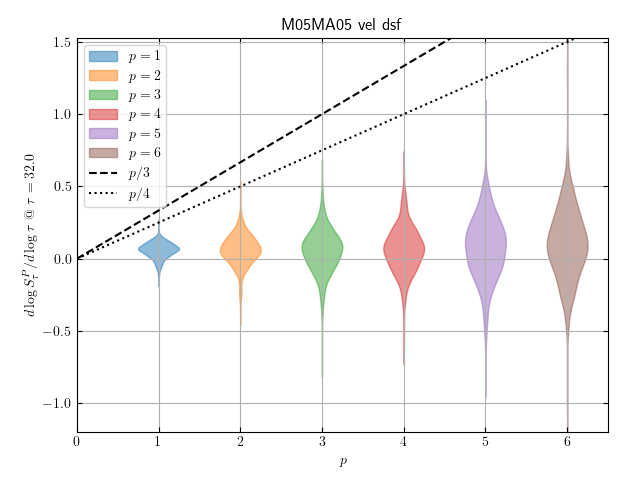 M05MA05 vel dsf
d log S_τ^P / d log τ @ τ = 32.0
1.5
1.0
0.5
0.0
−0.5
−1.0
p = 1
p = 2
p = 3
p = 4
p = 5
p = 6
p/3
p/4
0 1 2 3 4 5 6
p